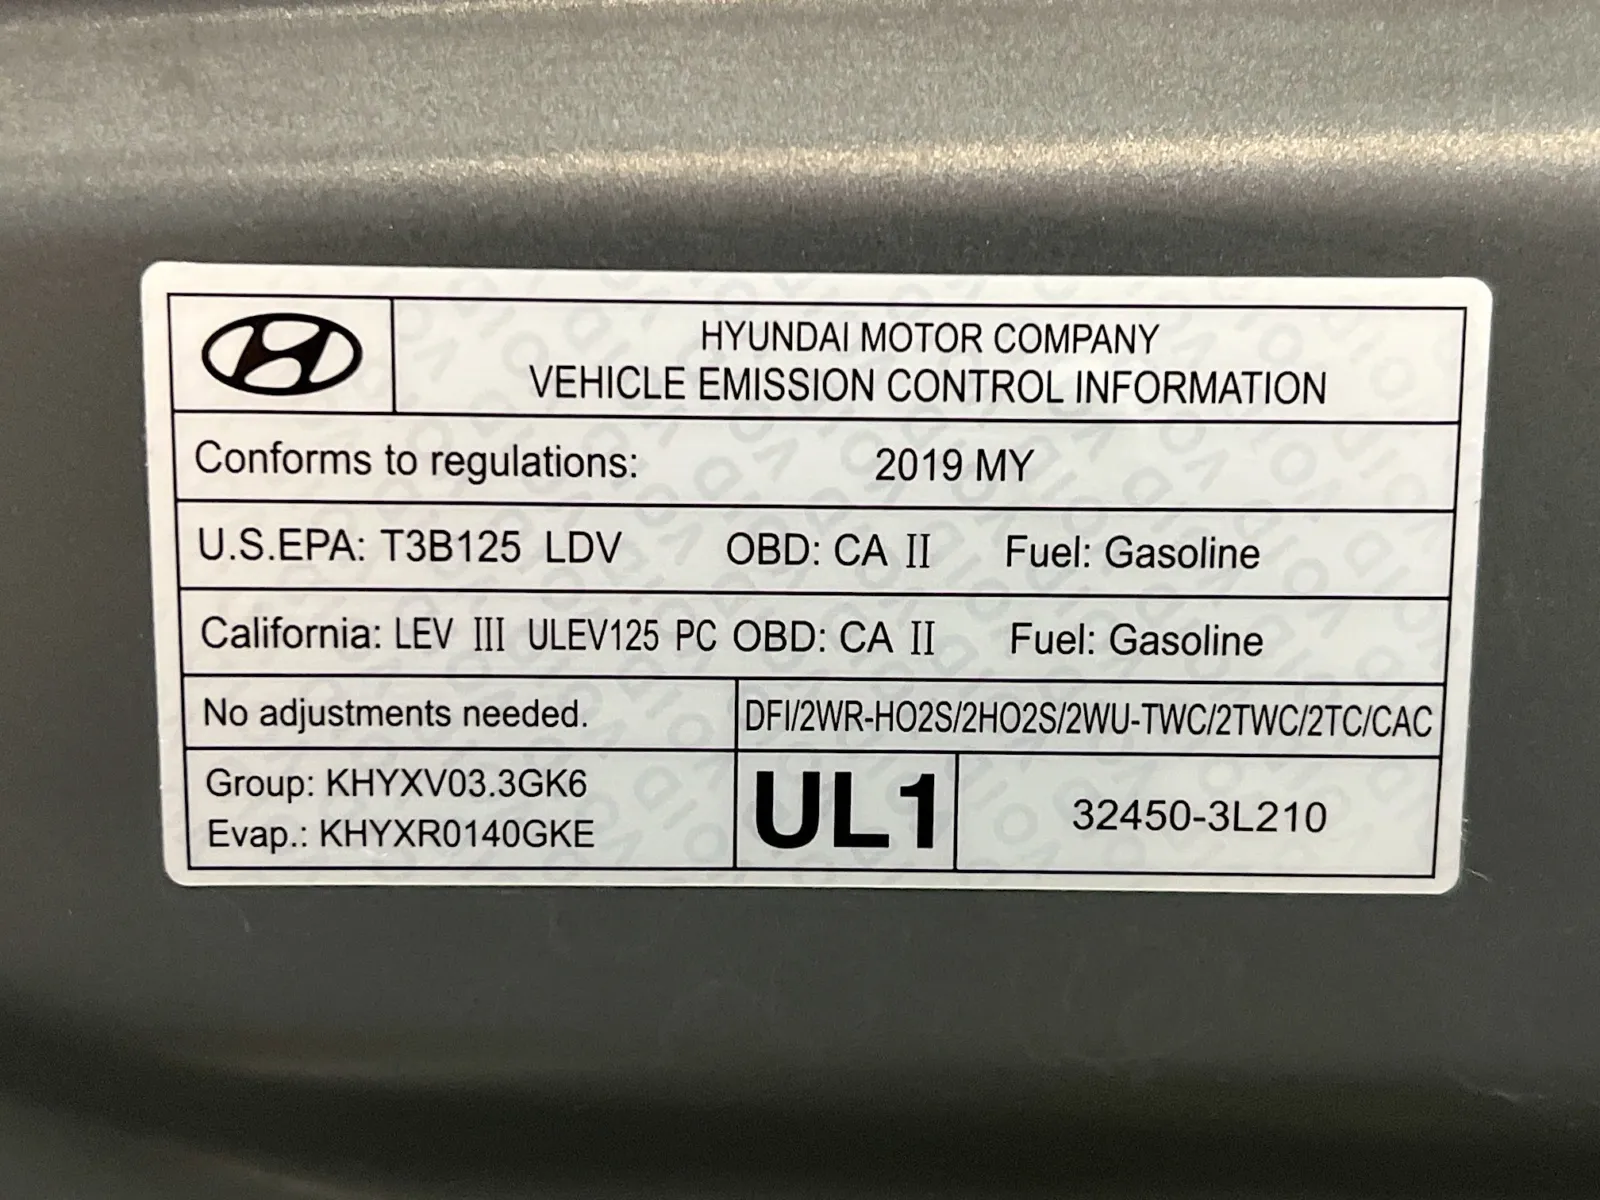 HYUNDAI MOTOR COMPANY
VEHICLE EMISSION CONTROL INFORMATION
Conforms to regulations: 2019 MY
U.S.EPA: T3B125 LDV OBD: CA II Fuel: Gasoline
California: LEV III ULEV125 PC OBD: CA II Fuel: Gasoline
No adjustments needed. DFI/2WR-HO2S/2HO2S/2WU-TWC/2TWC/2TC/CAC
Group: KHYXV03.3GK6
Evap.: KHYXR0140GKE
UL1
32450-3L210